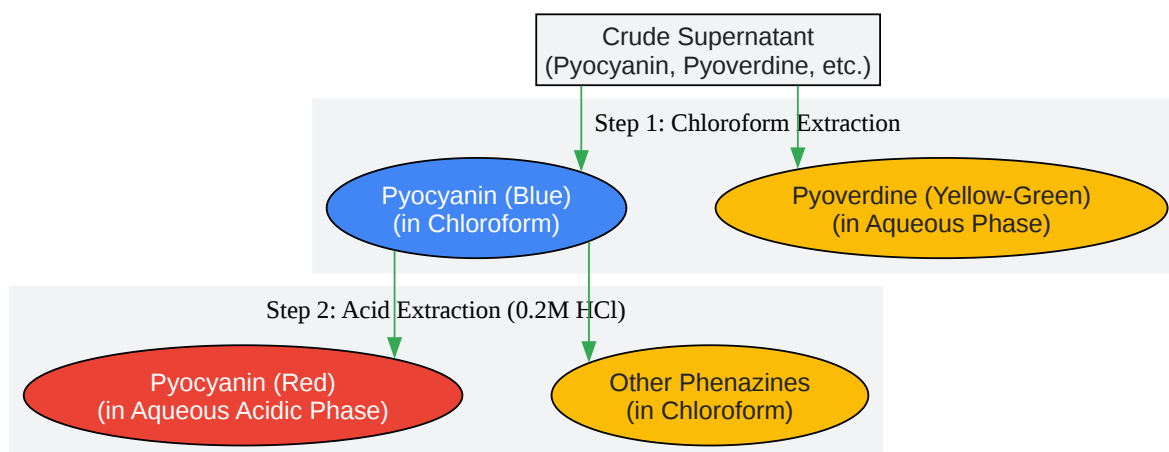 Crude Supernatant
(Pyocyanin, Pyoverdine, etc.)
Step 1: Chloroform Extraction
Pyocyanin (Blue)
(in Chloroform)
Pyoverdine (Yellow-Green)
(in Aqueous Phase)
Step 2: Acid Extraction (0.2M HCl)
Pyocyanin (Red)
(in Aqueous Acidic Phase)
Other Phenazines
(in Chloroform)